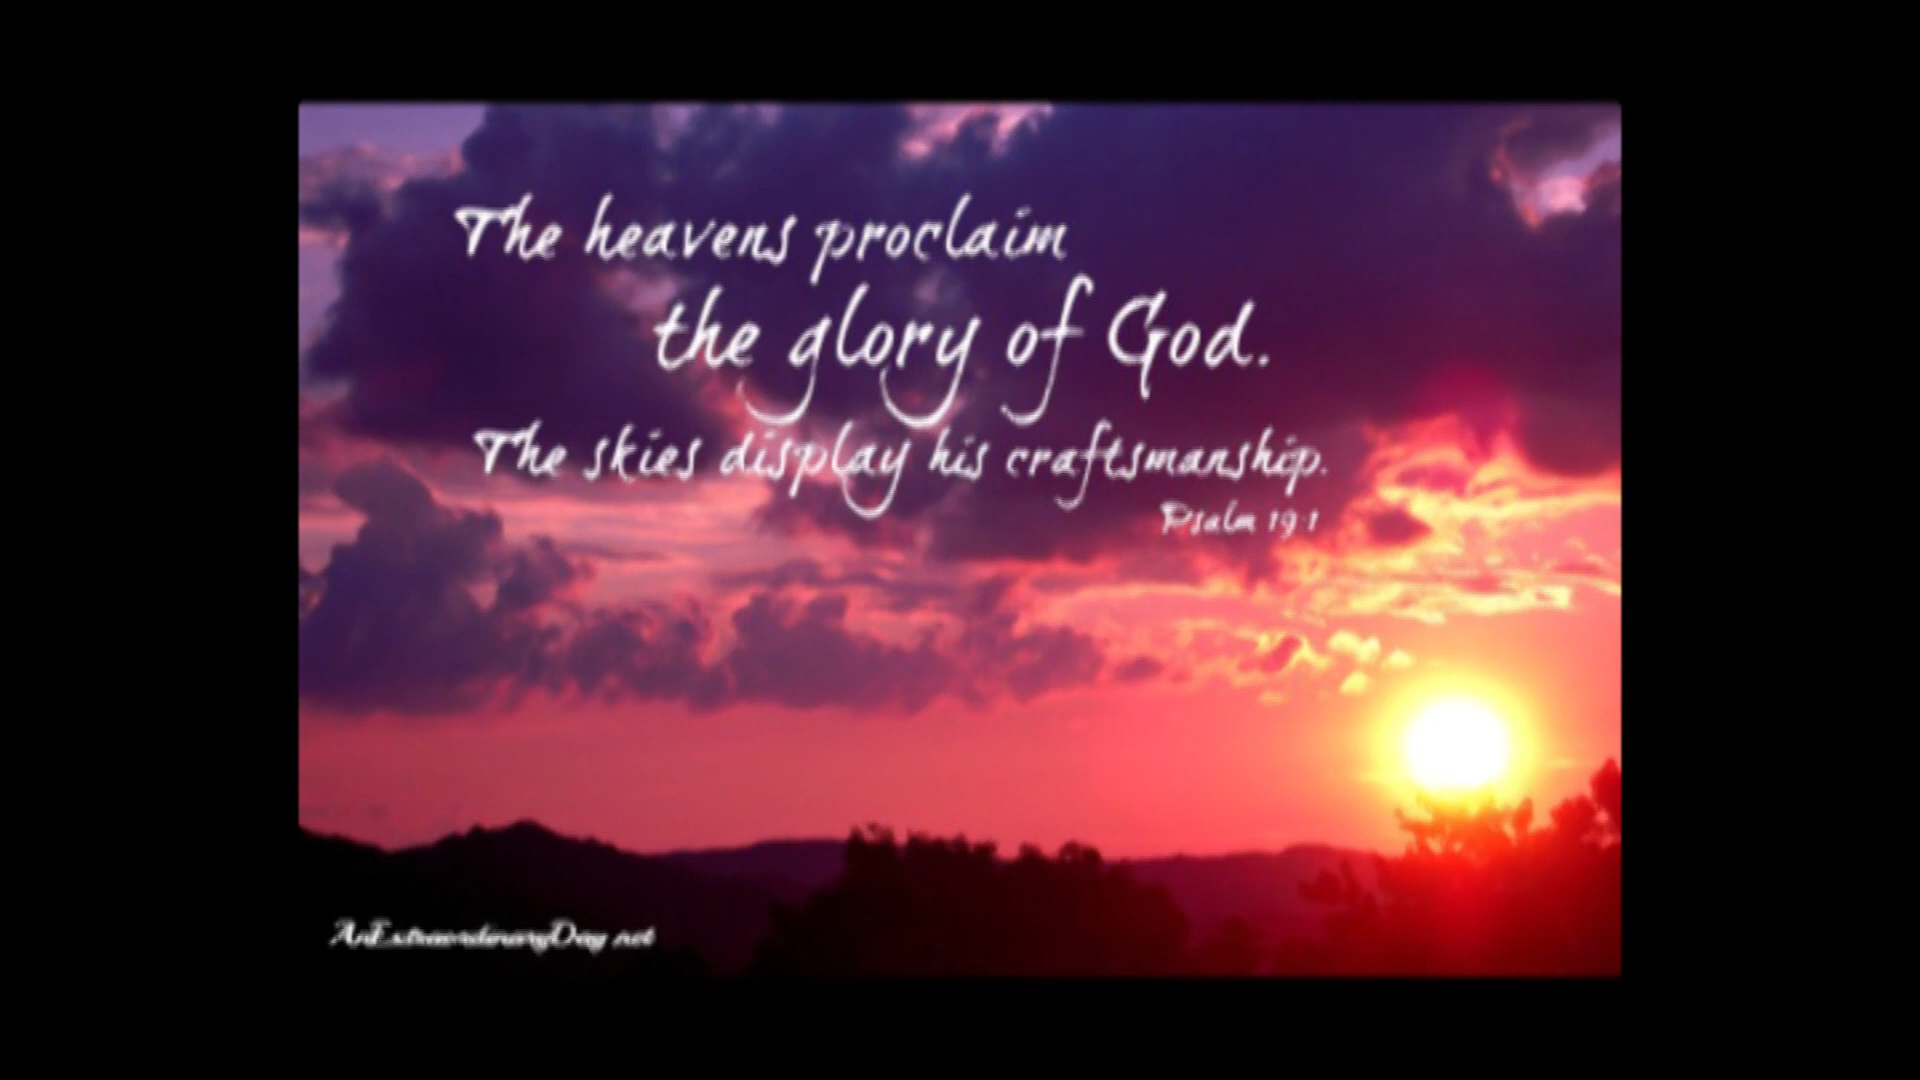 The heavens proclaim
the glory of God.
The skies display his craftsmanship.
Psalm 19:1
AnExtraordinaryDay.net